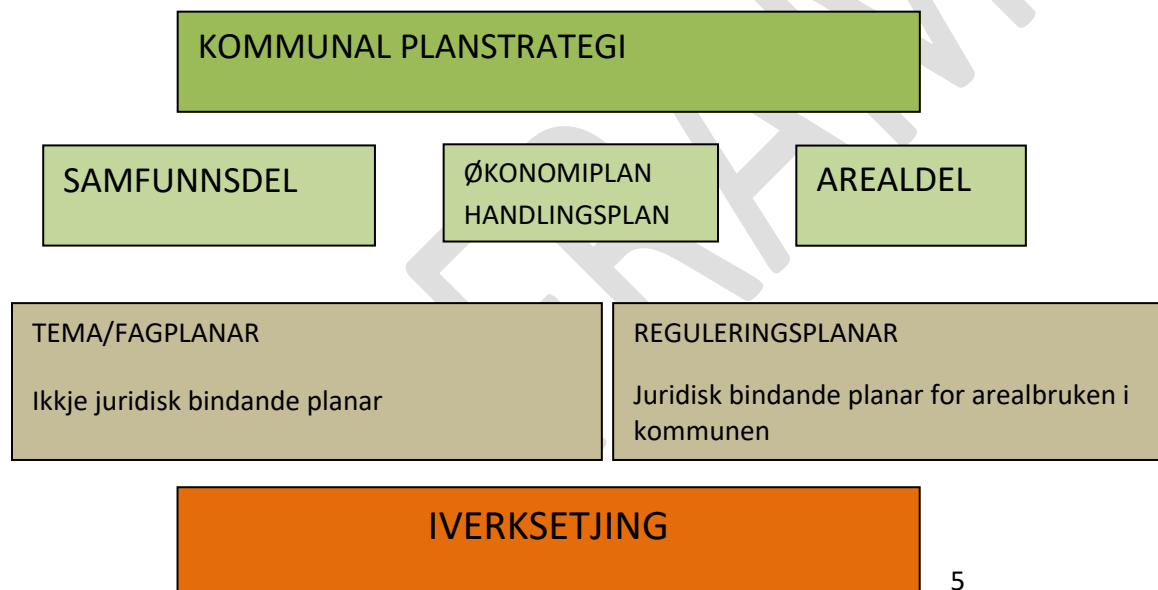 KOMMUNAL PLANSTRATEGI
SAMFUNNSDEL
ØKONOMIPLAN
HANDLINGSPLAN
AREALDEL
TEMA/FAGPLANAR
Ikkje juridisk bindande planar
REGULERINGSPLANAR
Juridisk bindande planar for arealbruken i
kommunen
IVERKSETJING
5